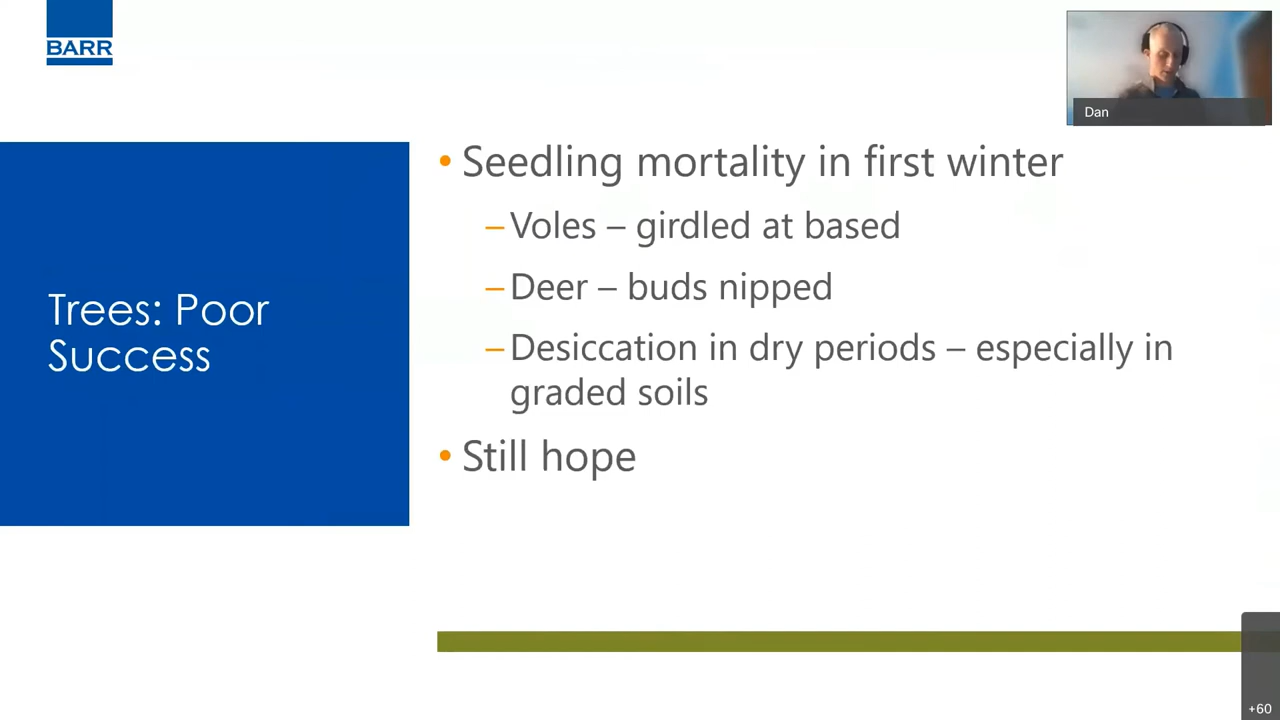 BARR
Dan
Trees: Poor
Success
• Seedling mortality in first winter
– Voles – girdled at based
– Deer – buds nipped
– Desiccation in dry periods – especially in
graded soils
• Still hope
+60